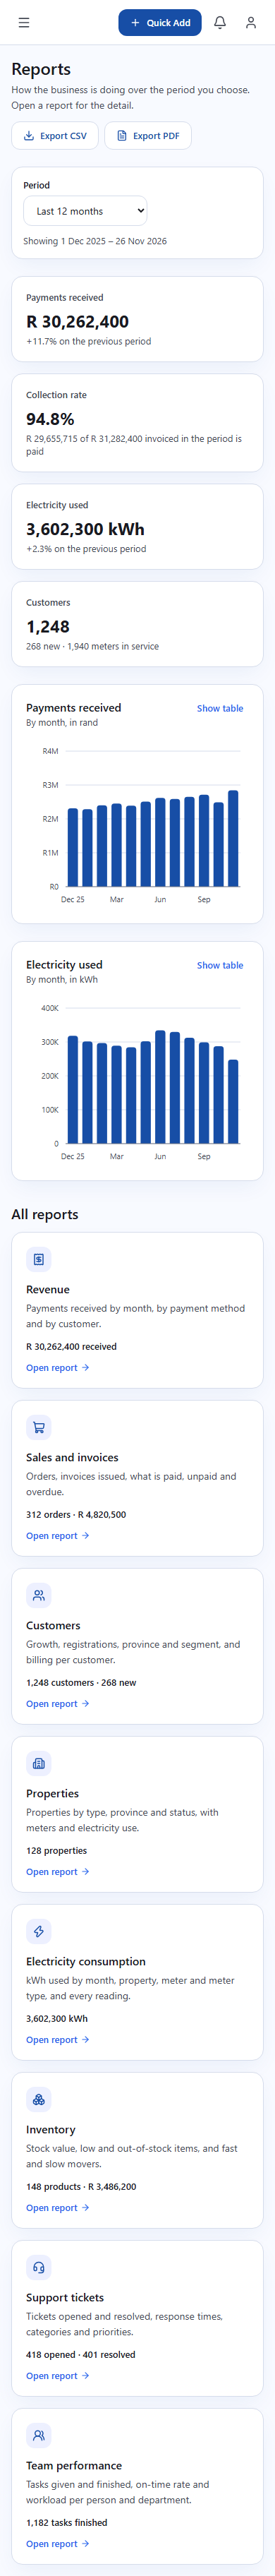 Quick Add
Reports
How the business is doing over the period you choose.
Open a report for the detail.
Export CSV
Export PDF
Period
Last 12 months
Showing 1 Dec 2025 – 26 Nov 2026
Payments received
R 30,262,400
+11.7% on the previous period
Collection rate
94.8%
R 29,655,715 of R 31,282,400 invoiced in the period is
paid
Electricity used
3,602,300 kWh
+2.3% on the previous period
Customers
1,248
268 new · 1,940 meters in service
Payments received
Show table
By month, in rand
R4M
R3M
R2M
R1M
R0
Dec 25
Mar
Jun
Sep
Electricity used
Show table
By month, in kWh
400K
300K
200K
100K
0
Dec 25
Mar
Jun
Sep
All reports
Revenue
Payments received by month, by payment method
and by customer.
R 30,262,400 received
Open report →
Sales and invoices
Orders, invoices issued, what is paid, unpaid and
overdue.
312 orders · R 4,820,500
Open report →
Customers
Growth, registrations, province and segment, and
billing per customer.
1,248 customers · 268 new
Open report →
Properties
Properties by type, province and status, with
meters and electricity use.
128 properties
Open report →
Electricity consumption
kWh used by month, property, meter and meter
type, and every reading.
3,602,300 kWh
Open report →
Inventory
Stock value, low and out-of-stock items, and fast
and slow movers.
148 products · R 3,486,200
Open report →
Support tickets
Tickets opened and resolved, response times,
categories and priorities.
418 opened · 401 resolved
Open report →
Team performance
Tasks given and finished, on-time rate and
workload per person and department.
1,182 tasks finished
Open report →